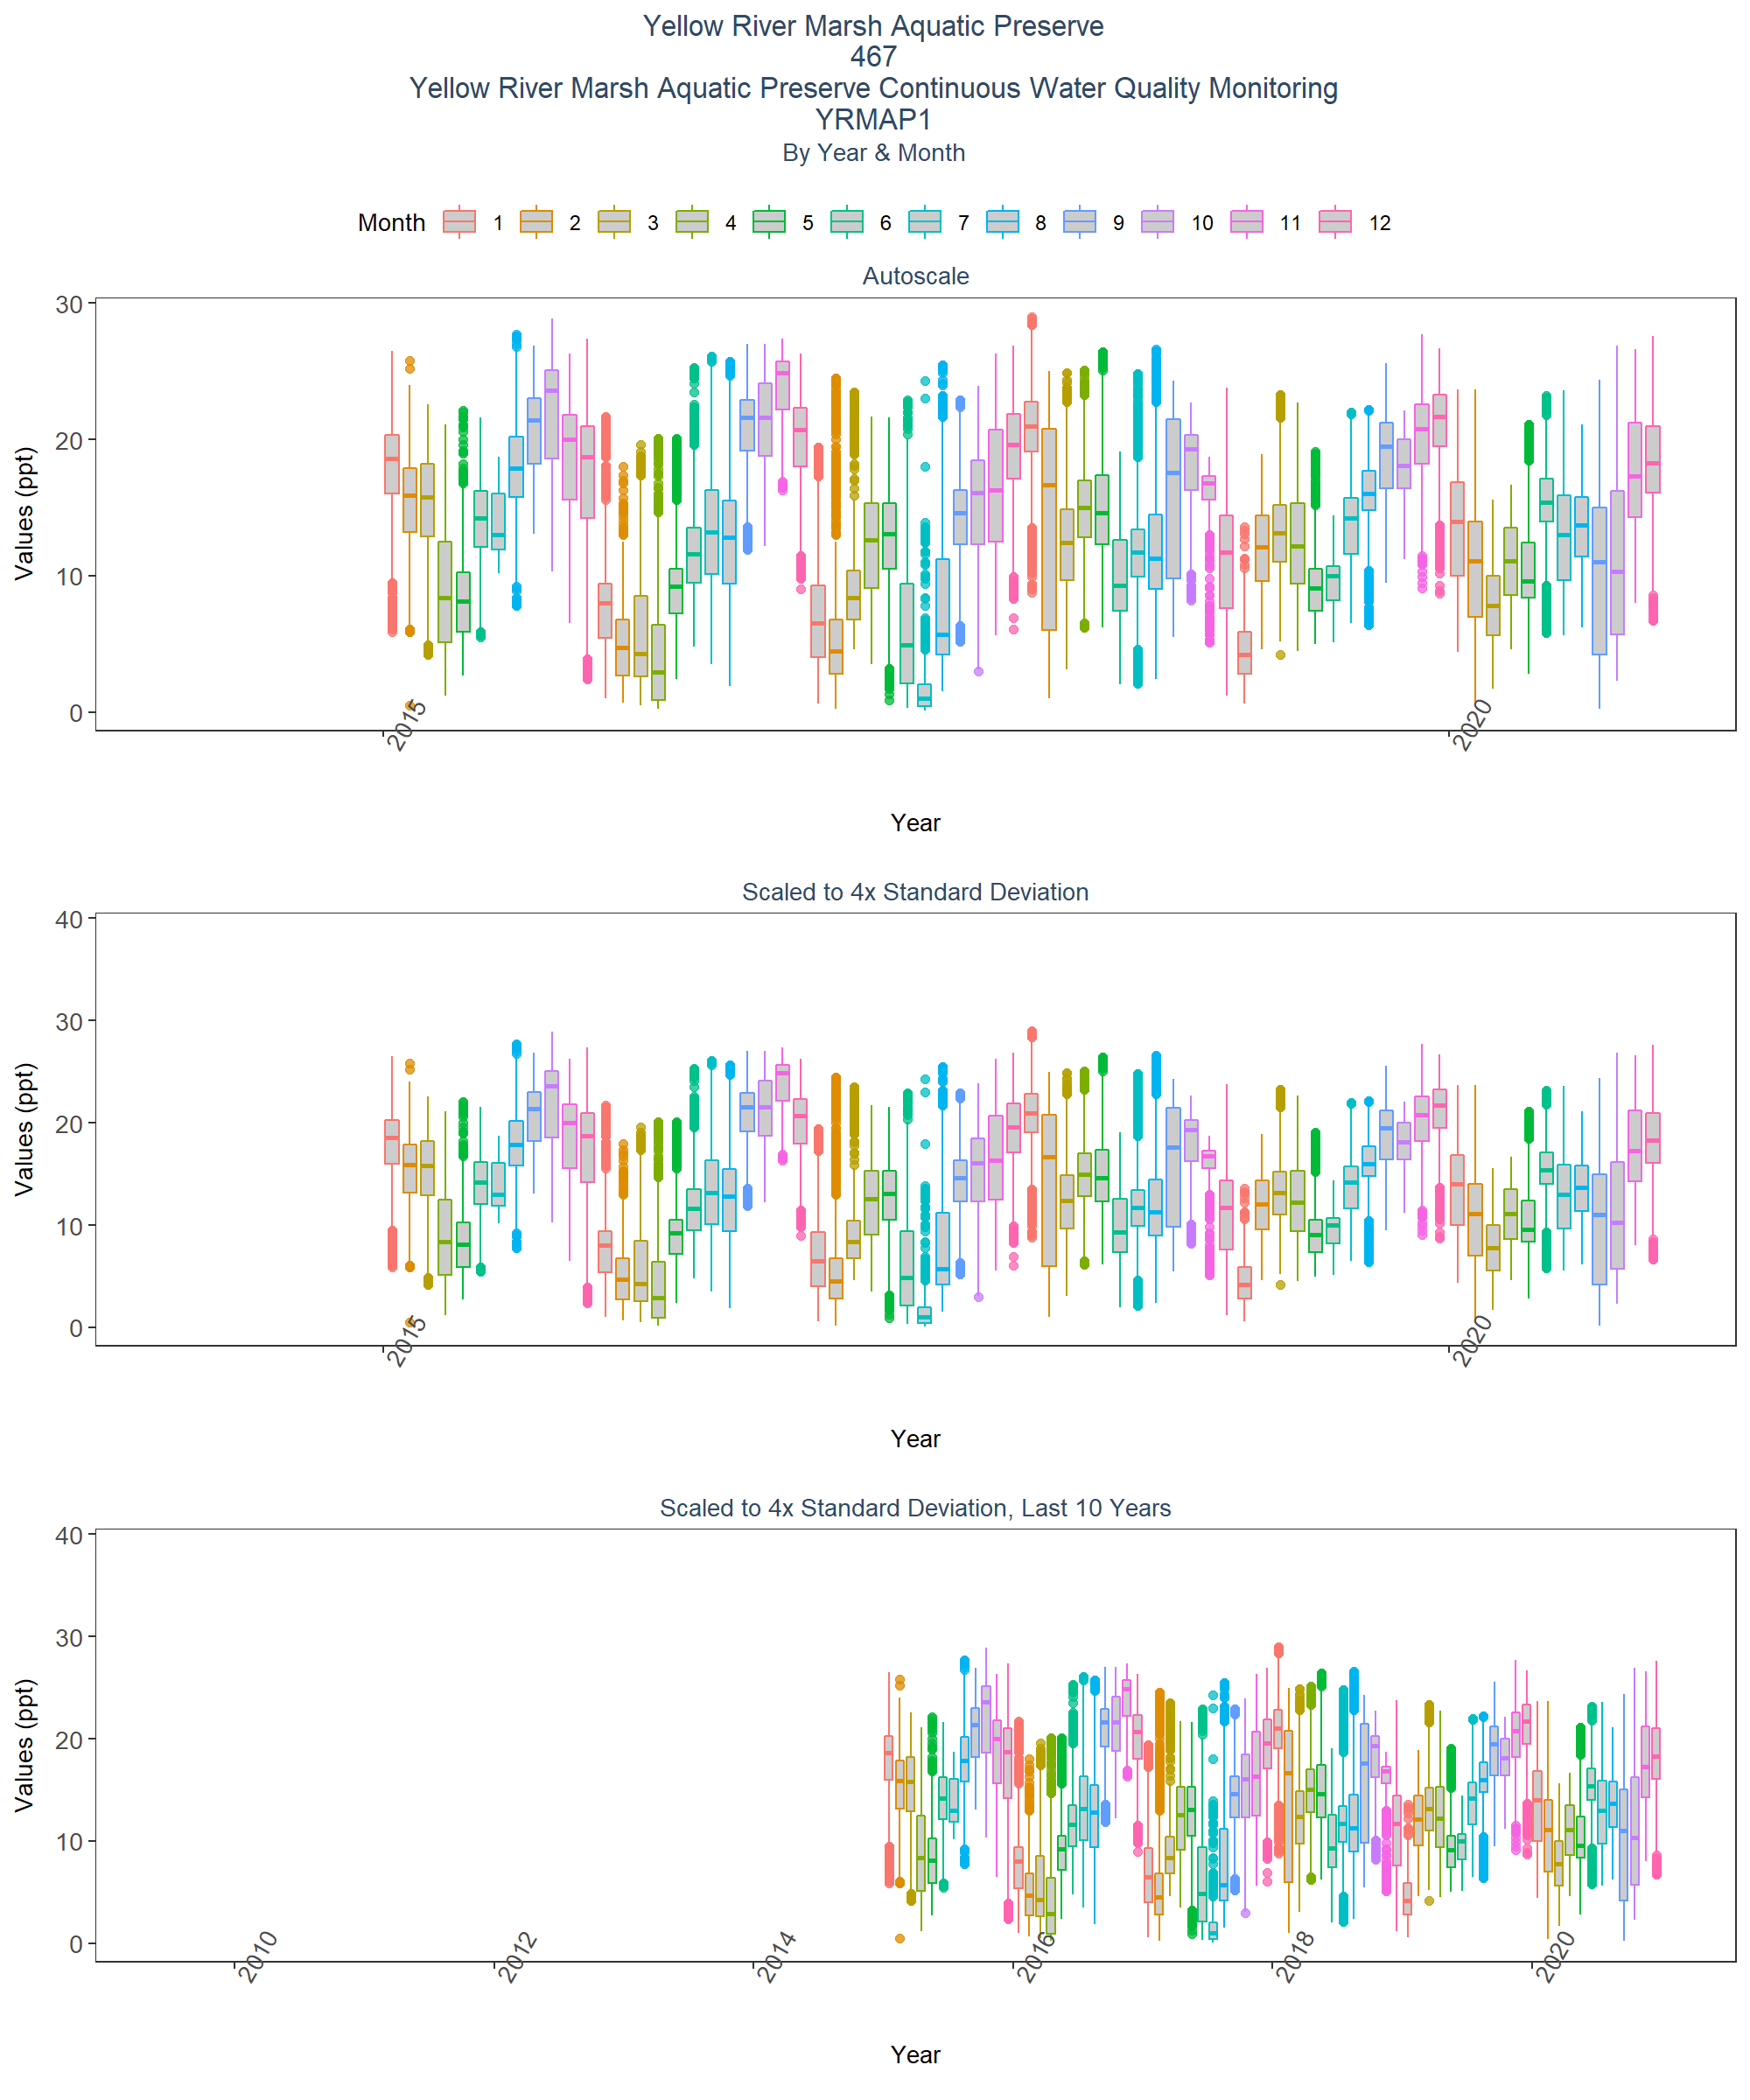 Yellow River Marsh Aquatic Preserve
467
Yellow River Marsh Aquatic Preserve Continuous Water Quality Monitoring
YRMAP1
By Year & Month
Month 1 2 3 4 5 6 7 8 9 10 11 12
Autoscale
30
20
10
0
Values (ppt)
2015 2020
Year
Scaled to 4x Standard Deviation
40
30
20
10
0
Values (ppt)
2015 2020
Year
Scaled to 4x Standard Deviation, Last 10 Years
40
30
20
10
0
Values (ppt)
2010 2012 2014 2016 2018 2020
Year